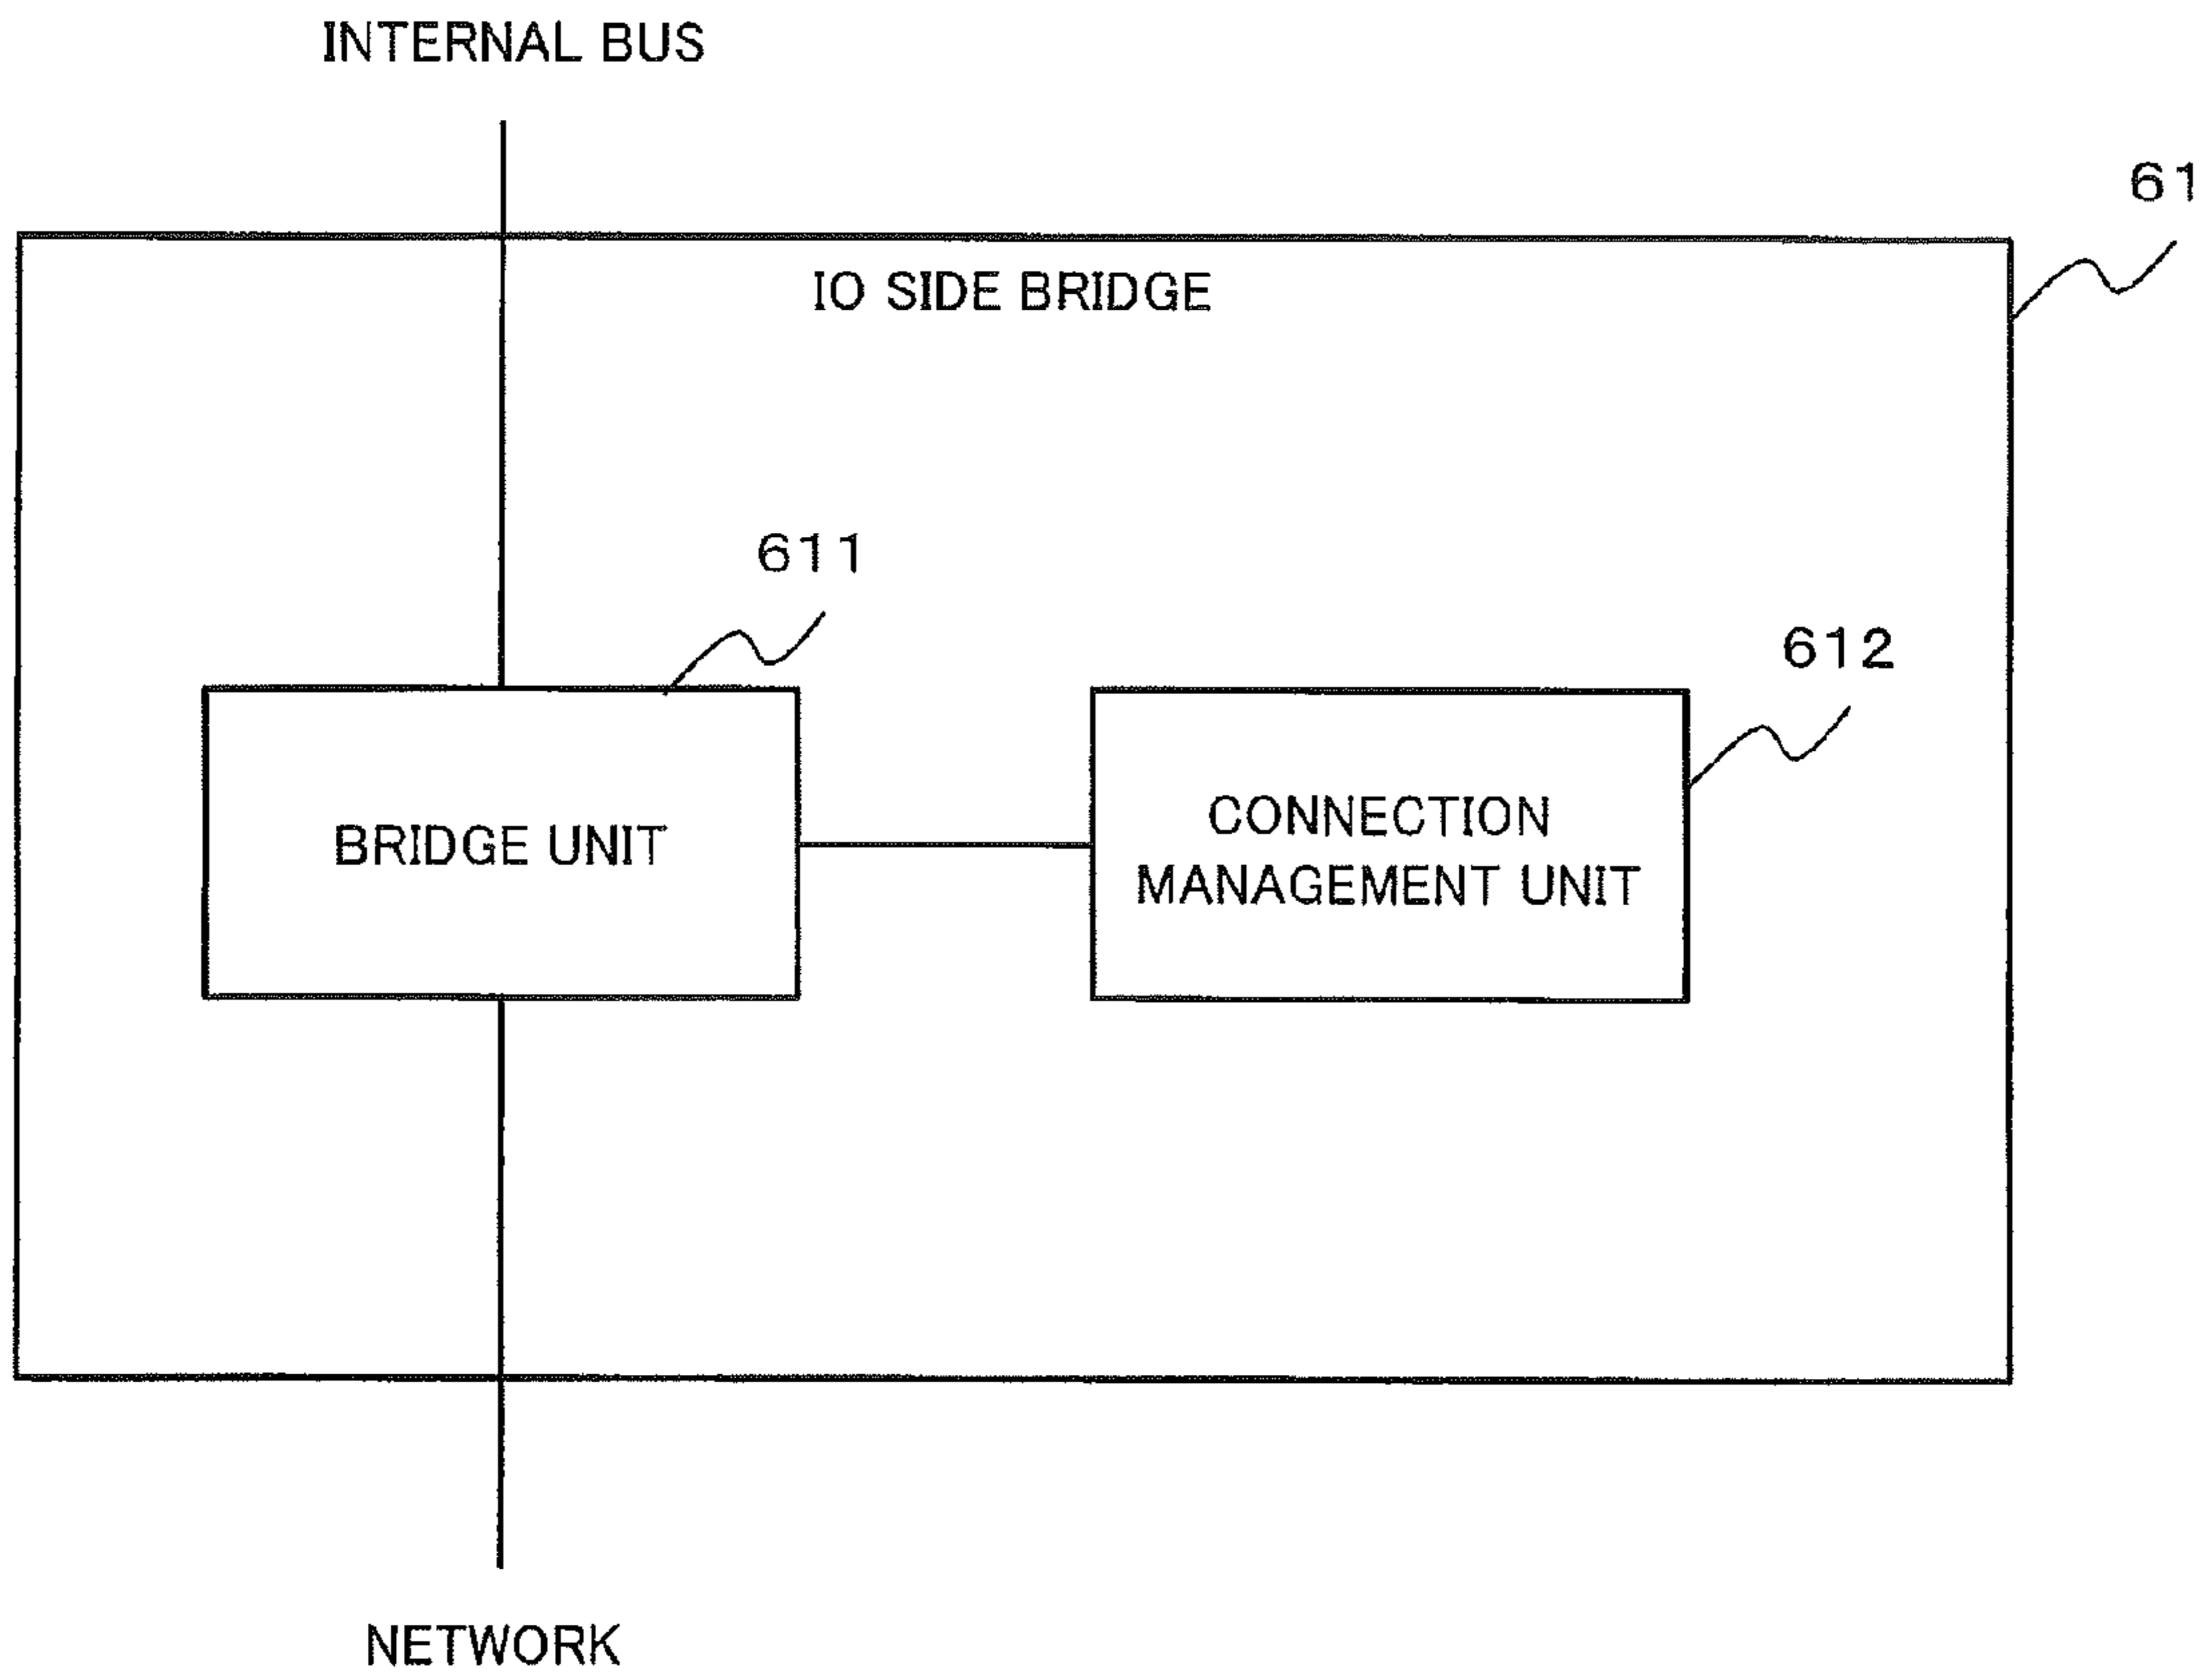 INTERNAL BUS
61
IO SIDE BRIDGE
611
612
BRIDGE UNIT
CONNECTION
MANAGEMENT UNIT
NETWORK